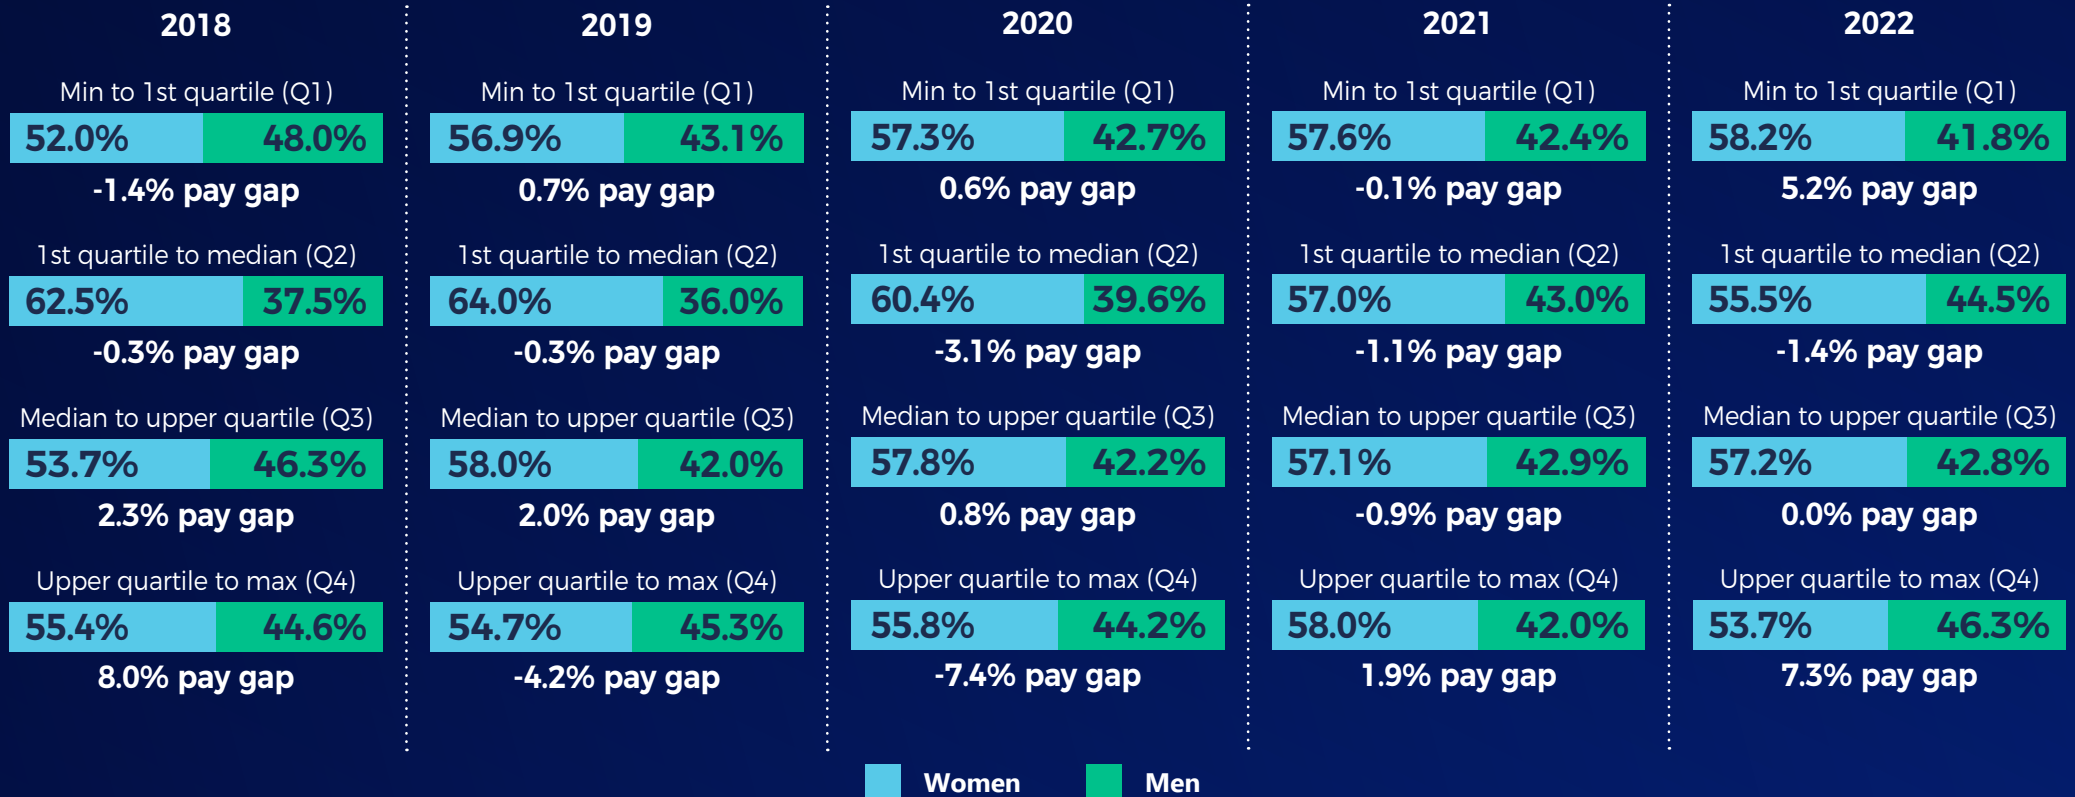 2018
Min to 1st quartile (Q1)
52.0% 48.0%
-1.4% pay gap
1st quartile to median (Q2)
62.5% 37.5%
-0.3% pay gap
Median to upper quartile (Q3)
53.7% 46.3%
2.3% pay gap
Upper quartile to max (Q4)
55.4% 44.6%
8.0% pay gap
2019
Min to 1st quartile (Q1)
56.9% 43.1%
0.7% pay gap
1st quartile to median (Q2)
64.0% 36.0%
-0.3% pay gap
Median to upper quartile (Q3)
58.0% 42.0%
2.0% pay gap
Upper quartile to max (Q4)
54.7% 45.3%
-4.2% pay gap
2020
Min to 1st quartile (Q1)
57.3% 42.7%
0.6% pay gap
1st quartile to median (Q2)
60.4% 39.6%
-3.1% pay gap
Median to upper quartile (Q3)
57.8% 42.2%
0.8% pay gap
Upper quartile to max (Q4)
55.8% 44.2%
-7.4% pay gap
2021
Min to 1st quartile (Q1)
57.6% 42.4%
-0.1% pay gap
1st quartile to median (Q2)
57.0% 43.0%
-1.1% pay gap
Median to upper quartile (Q3)
57.1% 42.9%
-0.9% pay gap
Upper quartile to max (Q4)
58.0% 42.0%
1.9% pay gap
2022
Min to 1st quartile (Q1)
58.2% 41.8%
5.2% pay gap
1st quartile to median (Q2)
55.5% 44.5%
-1.4% pay gap
Median to upper quartile (Q3)
57.2% 42.8%
0.0% pay gap
Upper quartile to max (Q4)
53.7% 46.3%
7.3% pay gap
Women Men